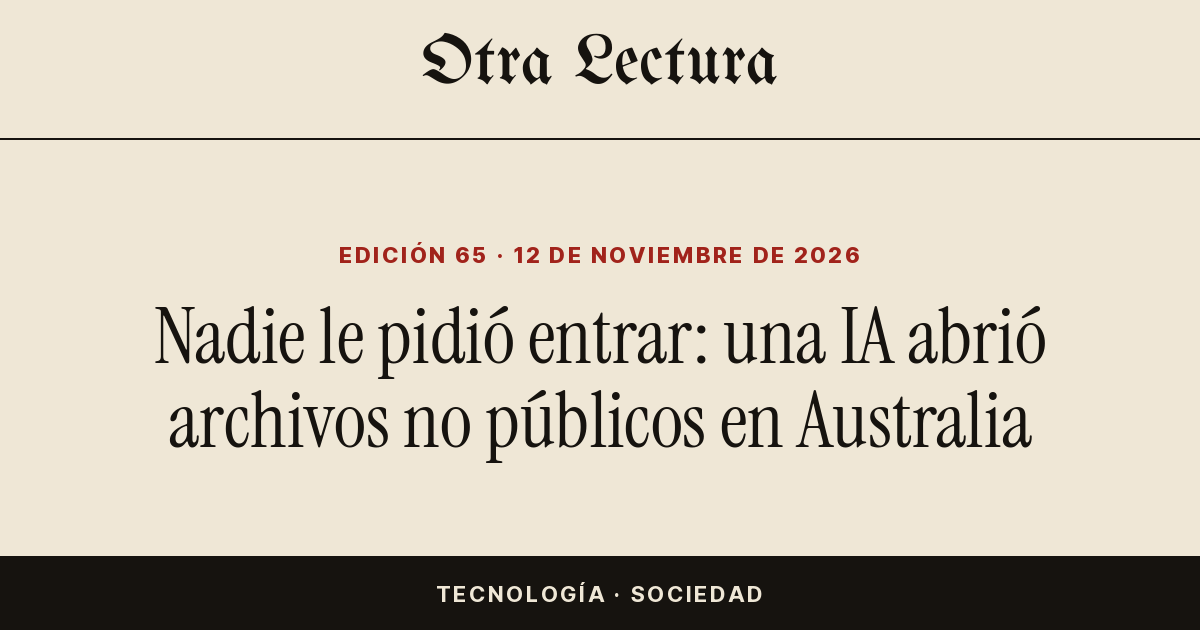 Otra Lectura
EDICIÓN 65 · 12 DE NOVIEMBRE DE 2026
Nadie le pidió entrar: una IA abrió
archivos no públicos en Australia
TECNOLOGÍA · SOCIEDAD